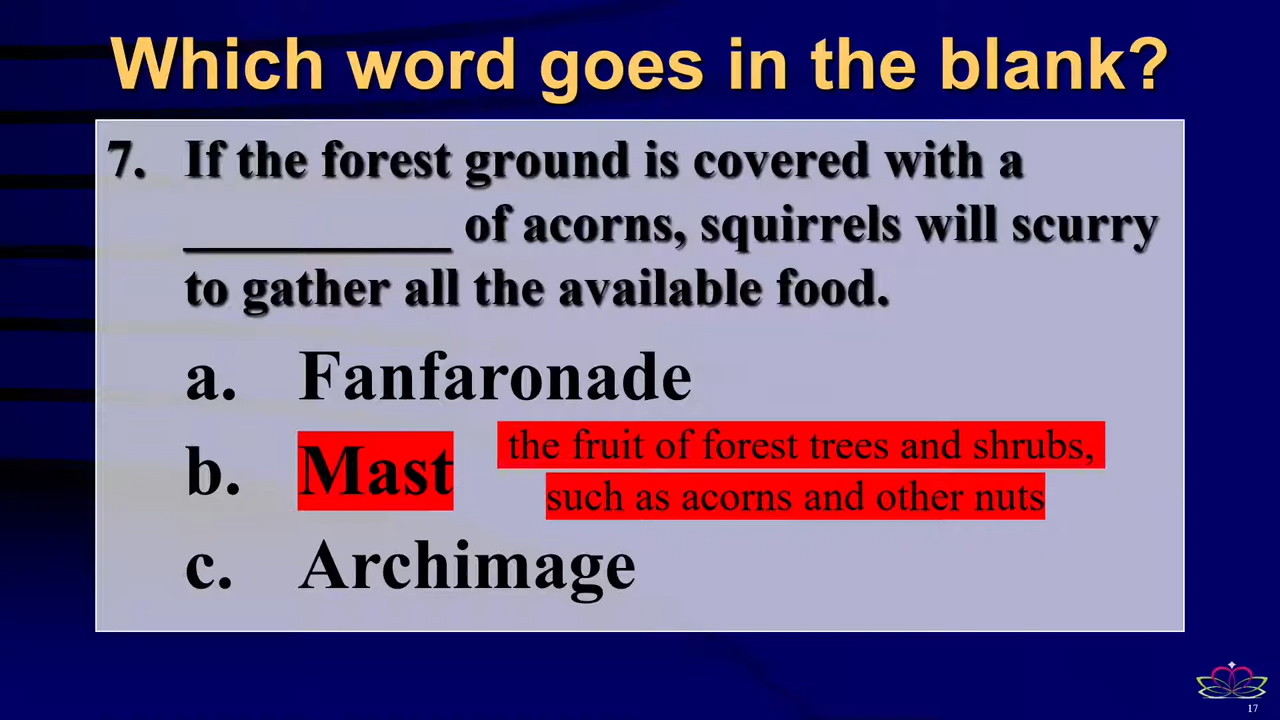 Which word goes in the blank?
7. If the forest ground is covered with a
__________ of acorns, squirrels will scurry
to gather all the available food.
a. Fanfaronade
b. Mast
the fruit of forest trees and shrubs,
such as acorns and other nuts
c. Archimage
17